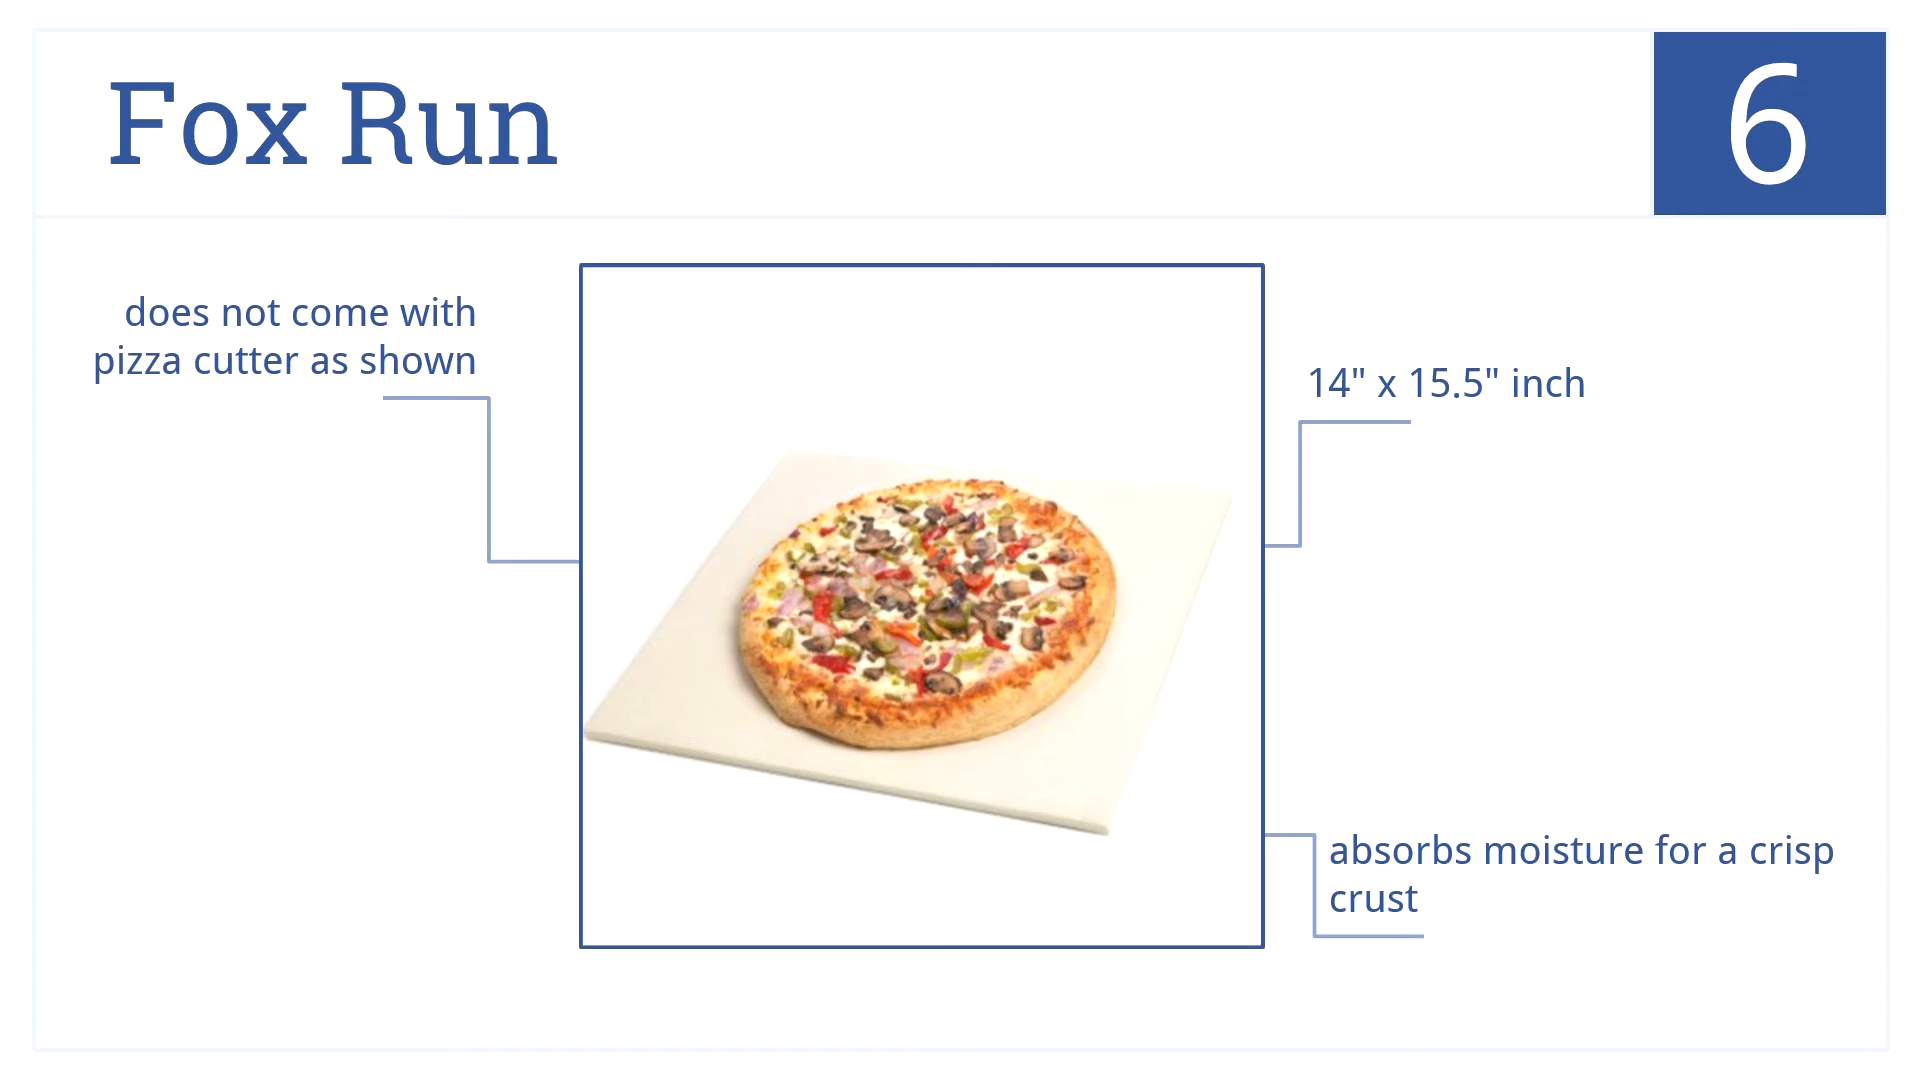 Fox Run
6
does not come with
pizza cutter as shown
14" x 15.5" inch
absorbs moisture for a crisp
crust